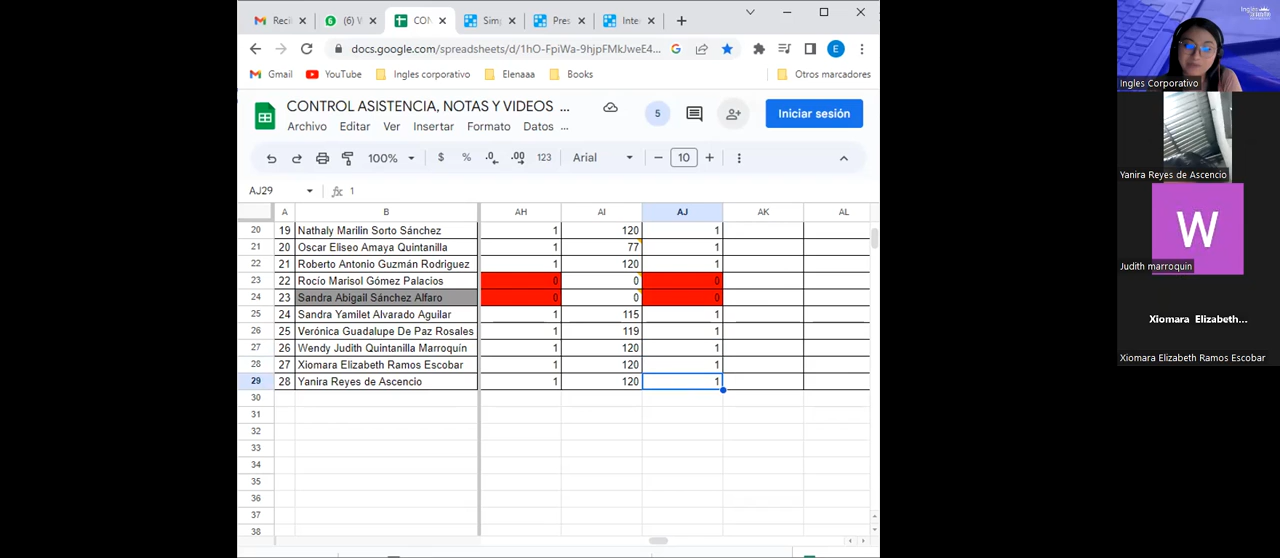 Reci
(6) V
CON
Simp
Pres
Inte
docs.google.com/spreadsheets/d/1hO-FpiWa-9hjpFMkJweE4...
E
Gmail YouTube Ingles corporativo Elenaaa Books Otros marcadores
CONTROL ASISTENCIA, NOTAS Y VIDEOS ...
5
Iniciar sesión
Archivo Editar Ver Insertar Formato Datos ...
100% $ % .0 .00 123 Arial 10
AJ29 fx 1
A B AH AI AJ AK AL
20 19 Nathaly Marilin Sorto Sánchez 1 120 1
21 20 Oscar Eliseo Amaya Quintanilla 1 77 1
22 21 Roberto Antonio Guzmán Rodriguez 1 120 1
23 22 Rocío Marisol Gómez Palacios 0 0 0
24 23 Sandra Abigail Sánchez Alfaro 0 0 0
25 24 Sandra Yamilet Alvarado Aguilar 1 115 1
26 25 Verónica Guadalupe De Paz Rosales 1 119 1
27 26 Wendy Judith Quintanilla Marroquín 1 120 1
28 27 Xiomara Elizabeth Ramos Escobar 1 120 1
29 28 Yanira Reyes de Ascencio 1 120 1
30
31
32
33
34
35
36
37
38
Ingles Corporativo
Yanira Reyes de Ascencio
W
Judith marroquin
Xiomara Elizabeth...
Xiomara Elizabeth Ramos Escobar